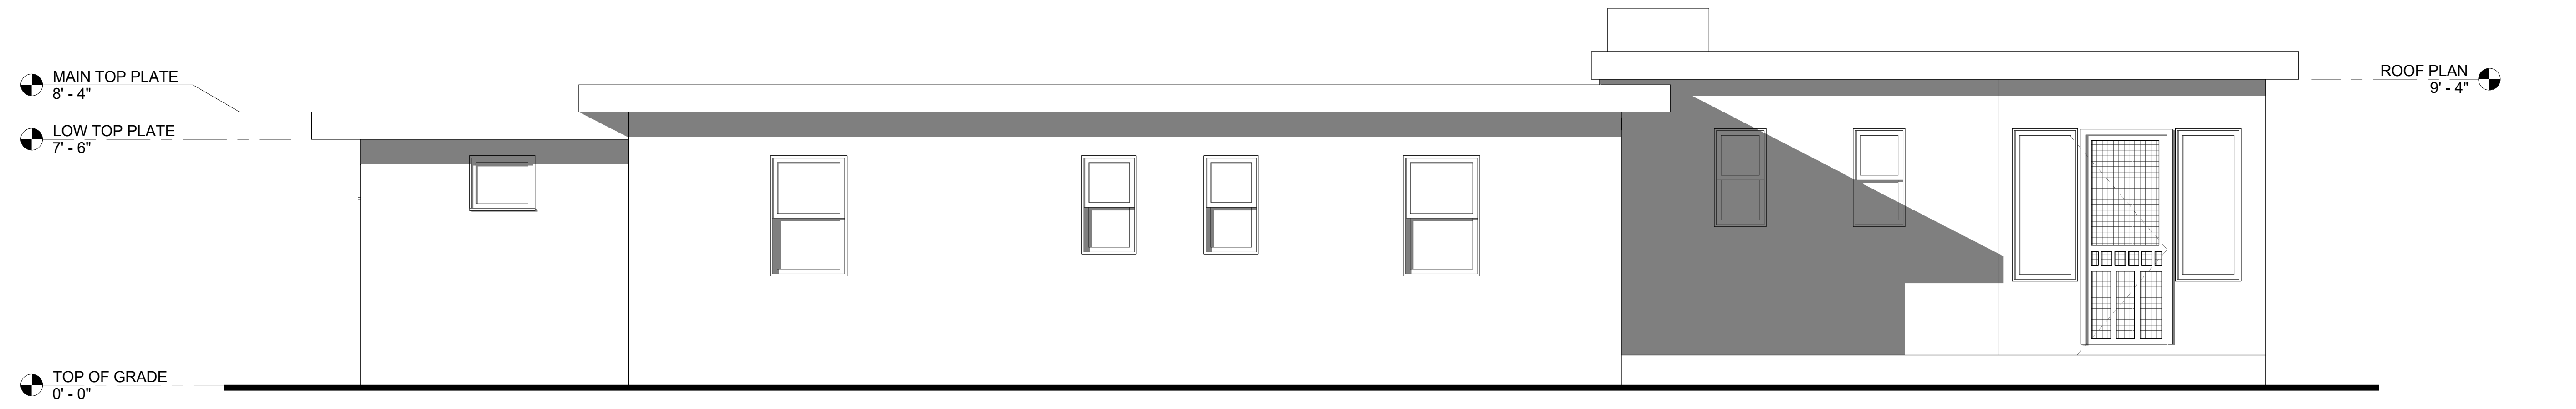 MAIN TOP PLATE
8' - 4"
LOW TOP PLATE
7' - 6"
TOP OF GRADE
0' - 0"
ROOF PLAN
9' - 4"